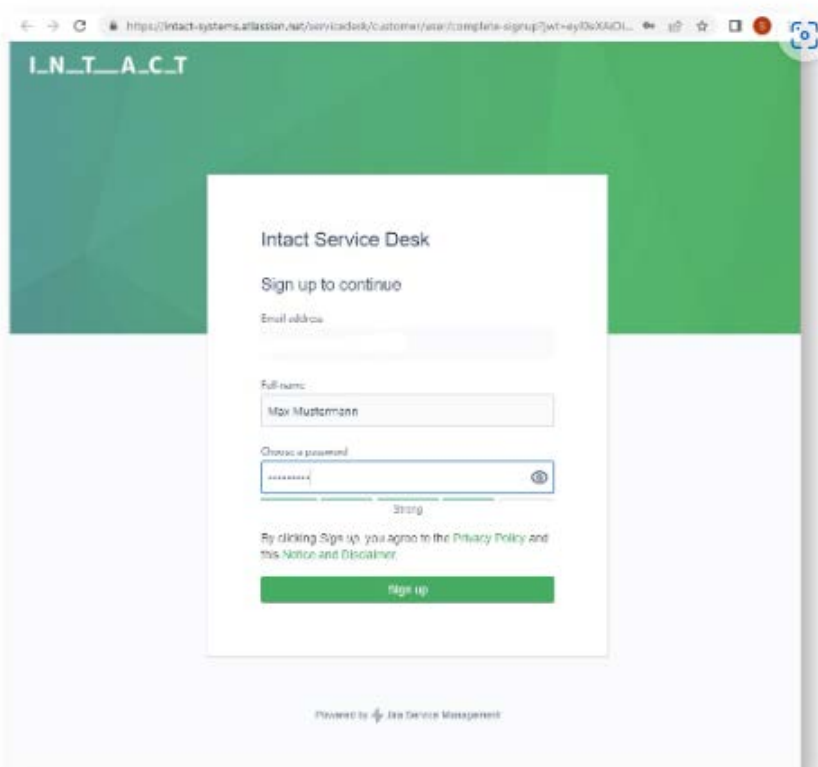 https://intact-systems.atlassian.net/servicedesk/customer/user/complete-signup?jwt=
I_N_T__A_C_T
Intact Service Desk
Sign up to continue
Email address
Full name
Max Mustermann
Choose a password
•••••••••
Strong
By clicking Sign up, you agree to the Privacy Policy and
this Notice and Disclaimer.
Sign up
Powered by Jira Service Management